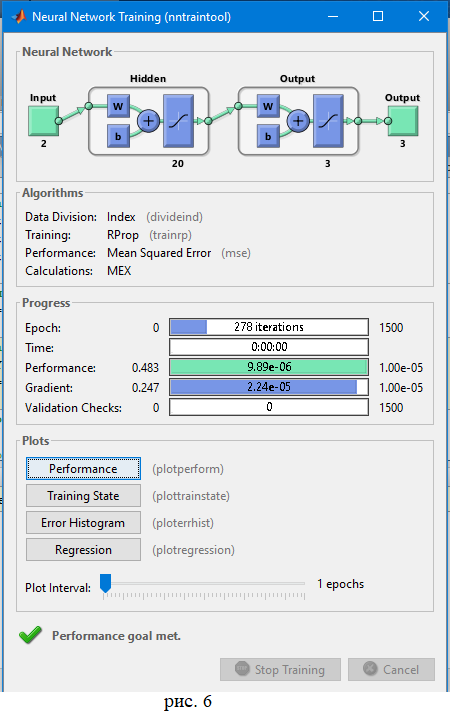 Neural Network Training (nntraintool)
Neural Network
Hidden Output
Input Output
W W
b b
2 20 3 3
Algorithms
Data Division: Index (divideind)
Training: RProp (trainrp)
Performance: Mean Squared Error (mse)
Calculations: MEX
Progress
Epoch: 0 278 iterations 1500
Time: 0:00:00
Performance: 0.483 9.89e-06 1.00e-05
Gradient: 0.247 2.24e-05 1.00e-05
Validation Checks: 0 0 1500
Plots
Performance (plotperform)
Training State (plottrainstate)
Error Histogram (ploterrhist)
Regression (plotregression)
Plot Interval: 1 epochs
Performance goal met.
Stop Training Cancel
рис. 6